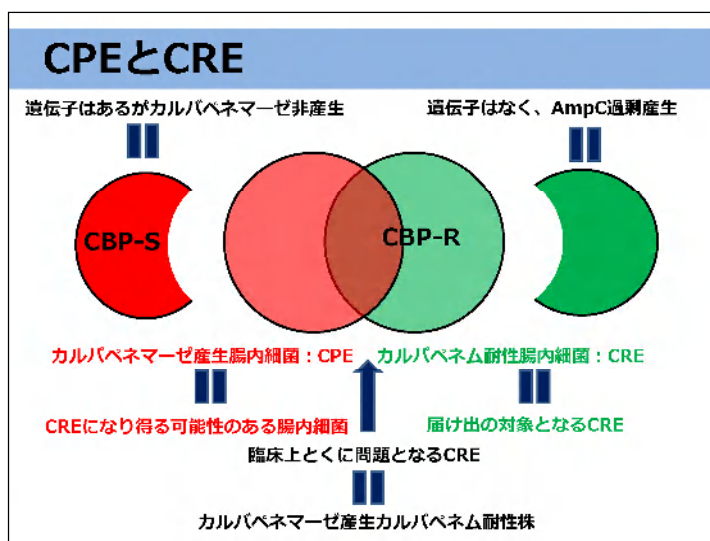 CPEとCRE
遺伝子はあるがカルバペネマーゼ非産生
遺伝子はなく、AmpC過剰産生
CBP-S
CBP-R
カルバペネマーゼ産生腸内細菌：CPE
カルバペネム耐性腸内細菌：CRE
CREになり得る可能性のある腸内細菌
届け出の対象となるCRE
臨床上とくに問題となるCRE
カルバペネマーゼ産生カルバペネム耐性株